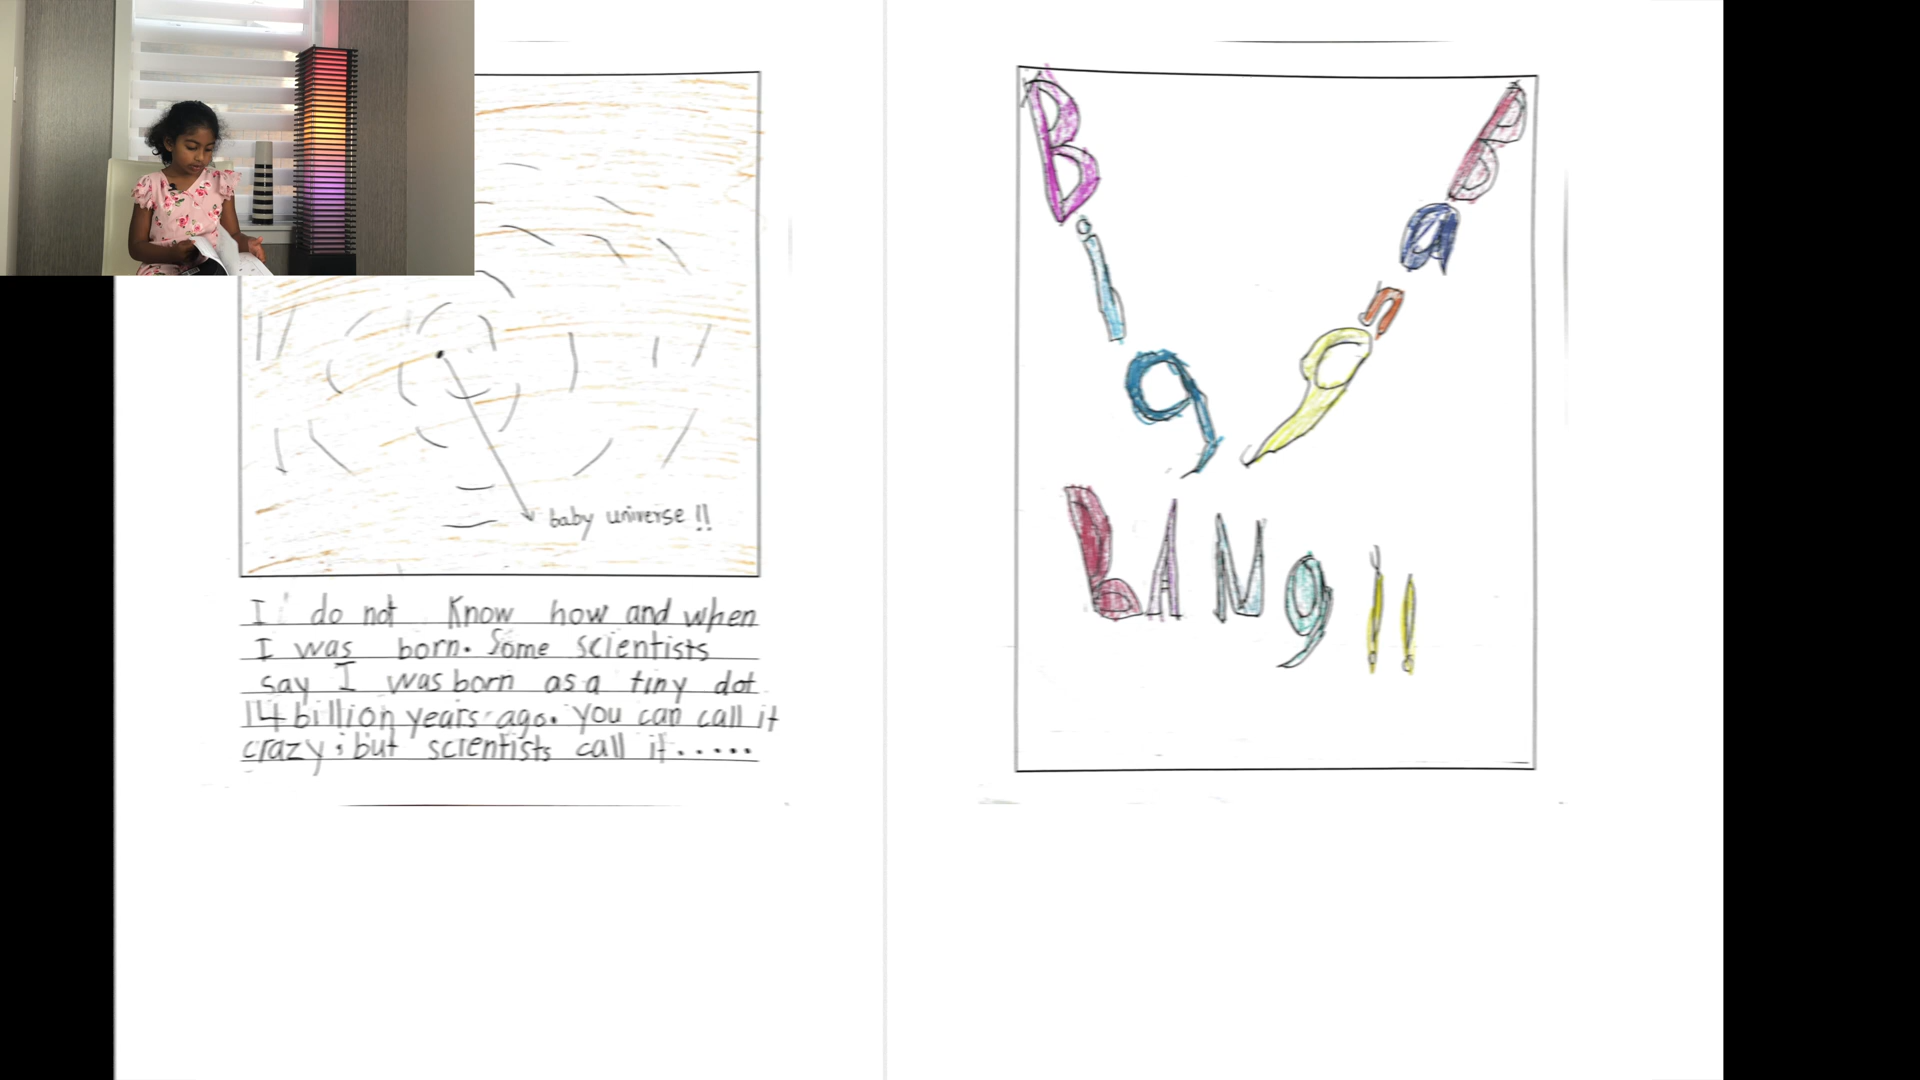 baby universe !!
I do not Know how and when
I was born. Some scientists
say I was born as a tiny dot
14 billion years ago. You can call it
crazy; but scientists call it.....
Big Bang
BANg !!